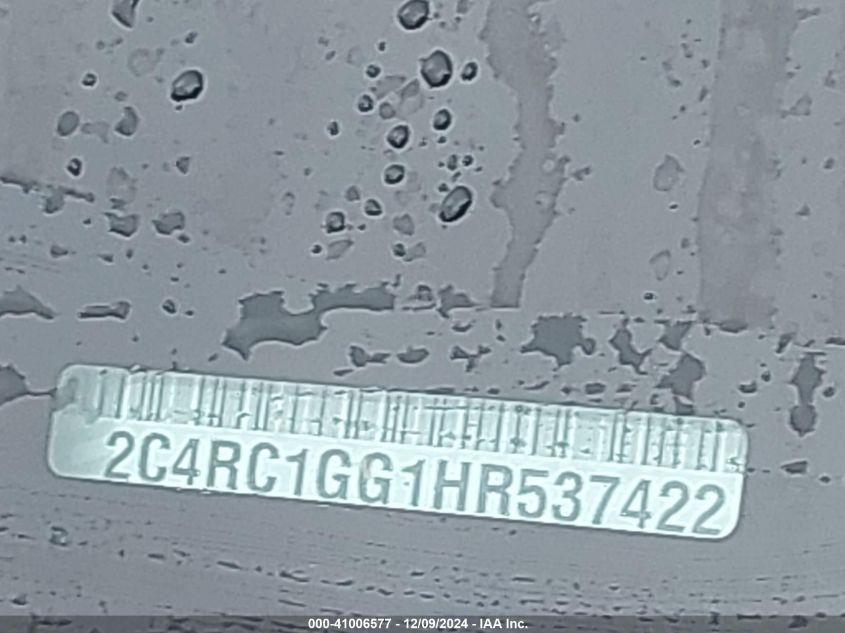 2C4RC1GG1HR537422
000-41006577 - 12/09/2024 - IAA Inc.